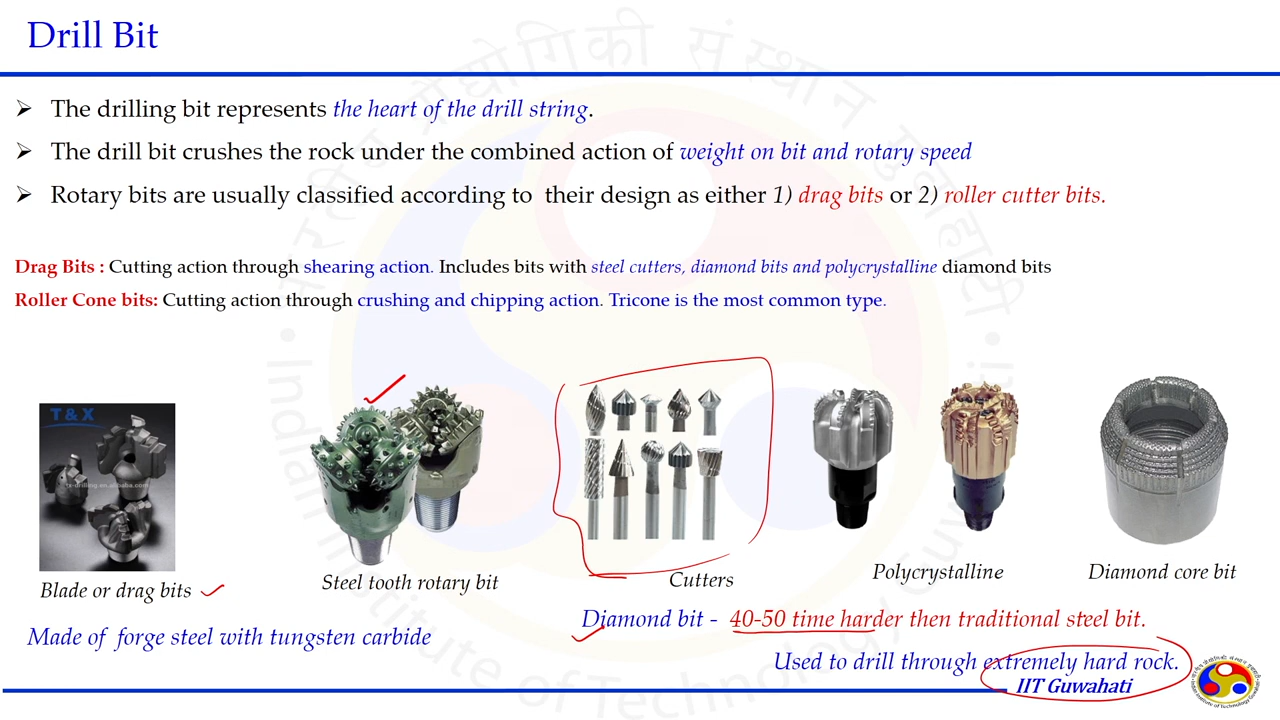 Drill Bit
➢ The drilling bit represents the heart of the drill string.
➢ The drill bit crushes the rock under the combined action of weight on bit and rotary speed
➢ Rotary bits are usually classified according to their design as either 1) drag bits or 2) roller cutter bits.
Drag Bits : Cutting action through shearing action. Includes bits with steel cutters, diamond bits and polycrystalline diamond bits
Roller Cone bits: Cutting action through crushing and chipping action. Tricone is the most common type.
T&X
Blade or drag bits
Steel tooth rotary bit
Cutters
Polycrystalline
Diamond core bit
Made of forge steel with tungsten carbide
Diamond bit - 40-50 time harder then traditional steel bit.
Used to drill through extremely hard rock.
IIT Guwahati
Indian Institute of Technology Guwahati